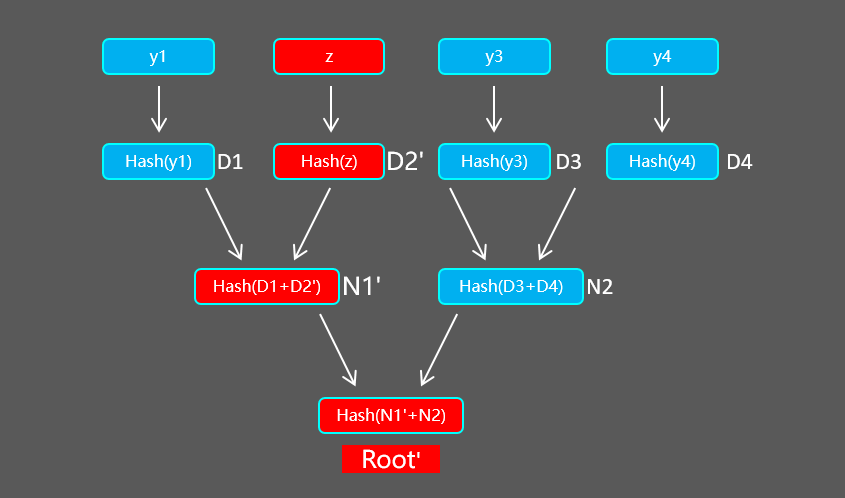 y1
z
y3
y4
Hash(y1)
D1
Hash(z)
D2'
Hash(y3)
D3
Hash(y4)
D4
Hash(D1+D2')
N1'
Hash(D3+D4)
N2
Hash(N1'+N2)
Root'